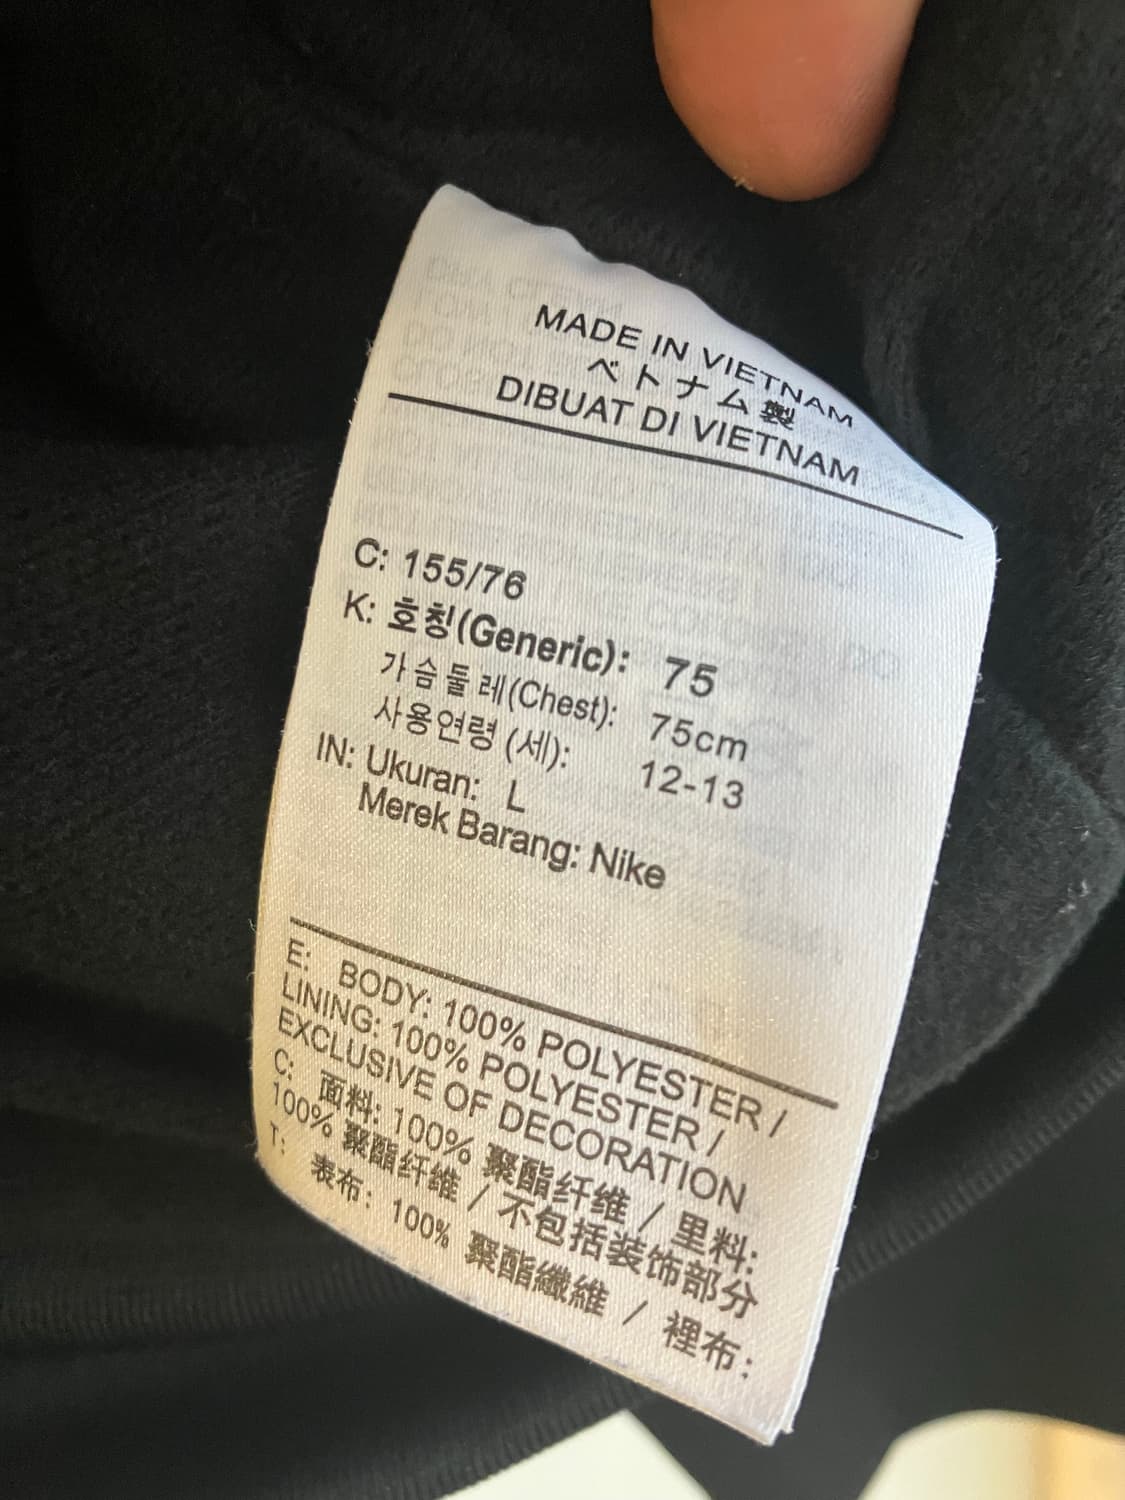 MADE IN VIETNAM
ベトナム製
DIBUAT DI VIETNAM
C: 155/76
K: 호칭(Generic): 75
가슴둘레(Chest): 75cm
사용연령 (세): 12-13
IN: Ukuran: L
Merek Barang: Nike
E: BODY: 100% POLYESTER /
LINING: 100% POLYESTER /
EXCLUSIVE OF DECORATION
C: 面料: 100% 聚酯纤维 / 里料:
100% 聚酯纤维 / 不包括装饰部分
T: 表布: 100% 聚酯纖維 / 裡布: